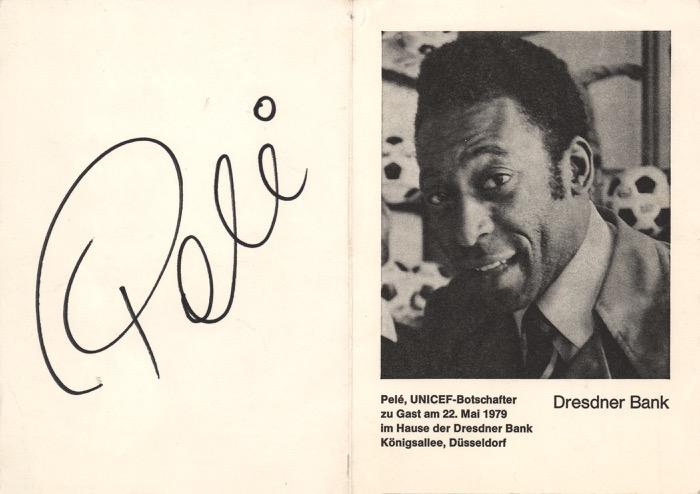 Pelé
Pelé, UNICEF-Botschafter
zu Gast am 22. Mai 1979
im Hause der Dresdner Bank
Königsallee, Düsseldorf
Dresdner Bank